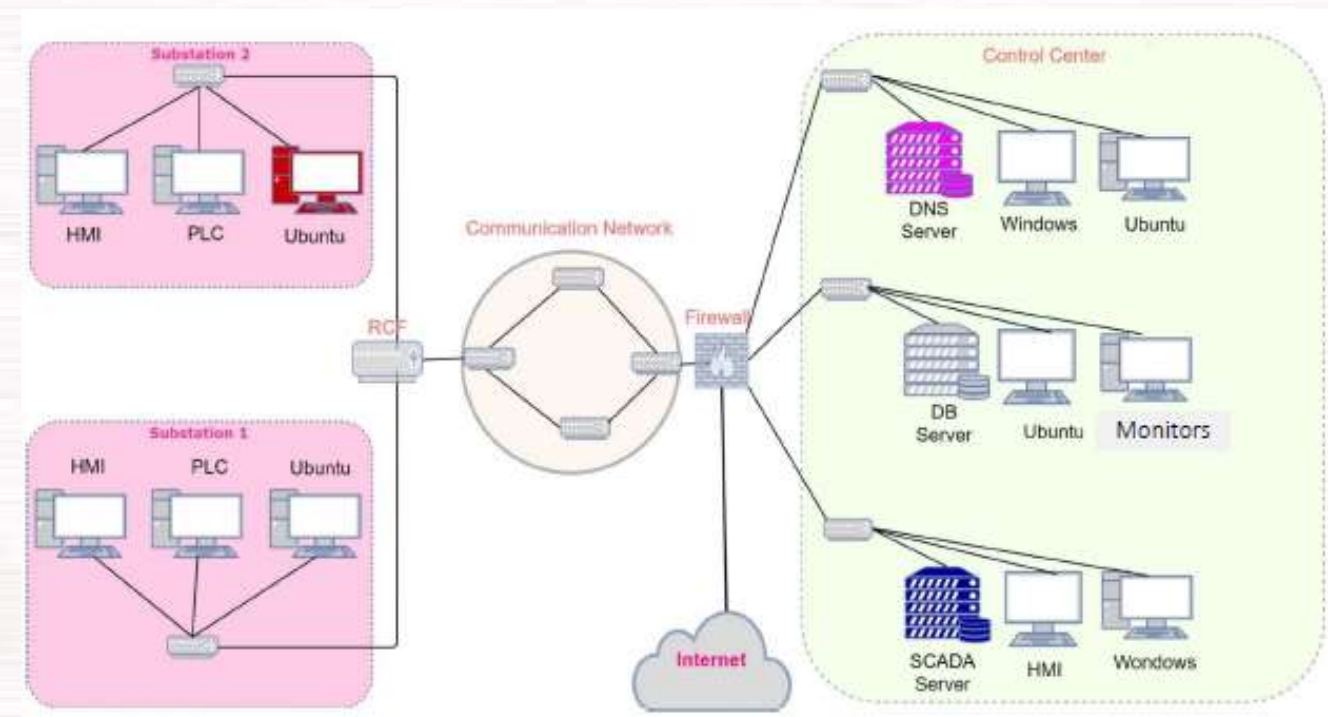 Substation 2
HMI
PLC
Ubuntu
RCF
Substation 1
HMI
PLC
Ubuntu
Communication Network
Firewall
Internet
Control Center
DNS
Server
Windows
Ubuntu
DB
Server
Ubuntu
Monitors
SCADA
Server
HMI
Wondows